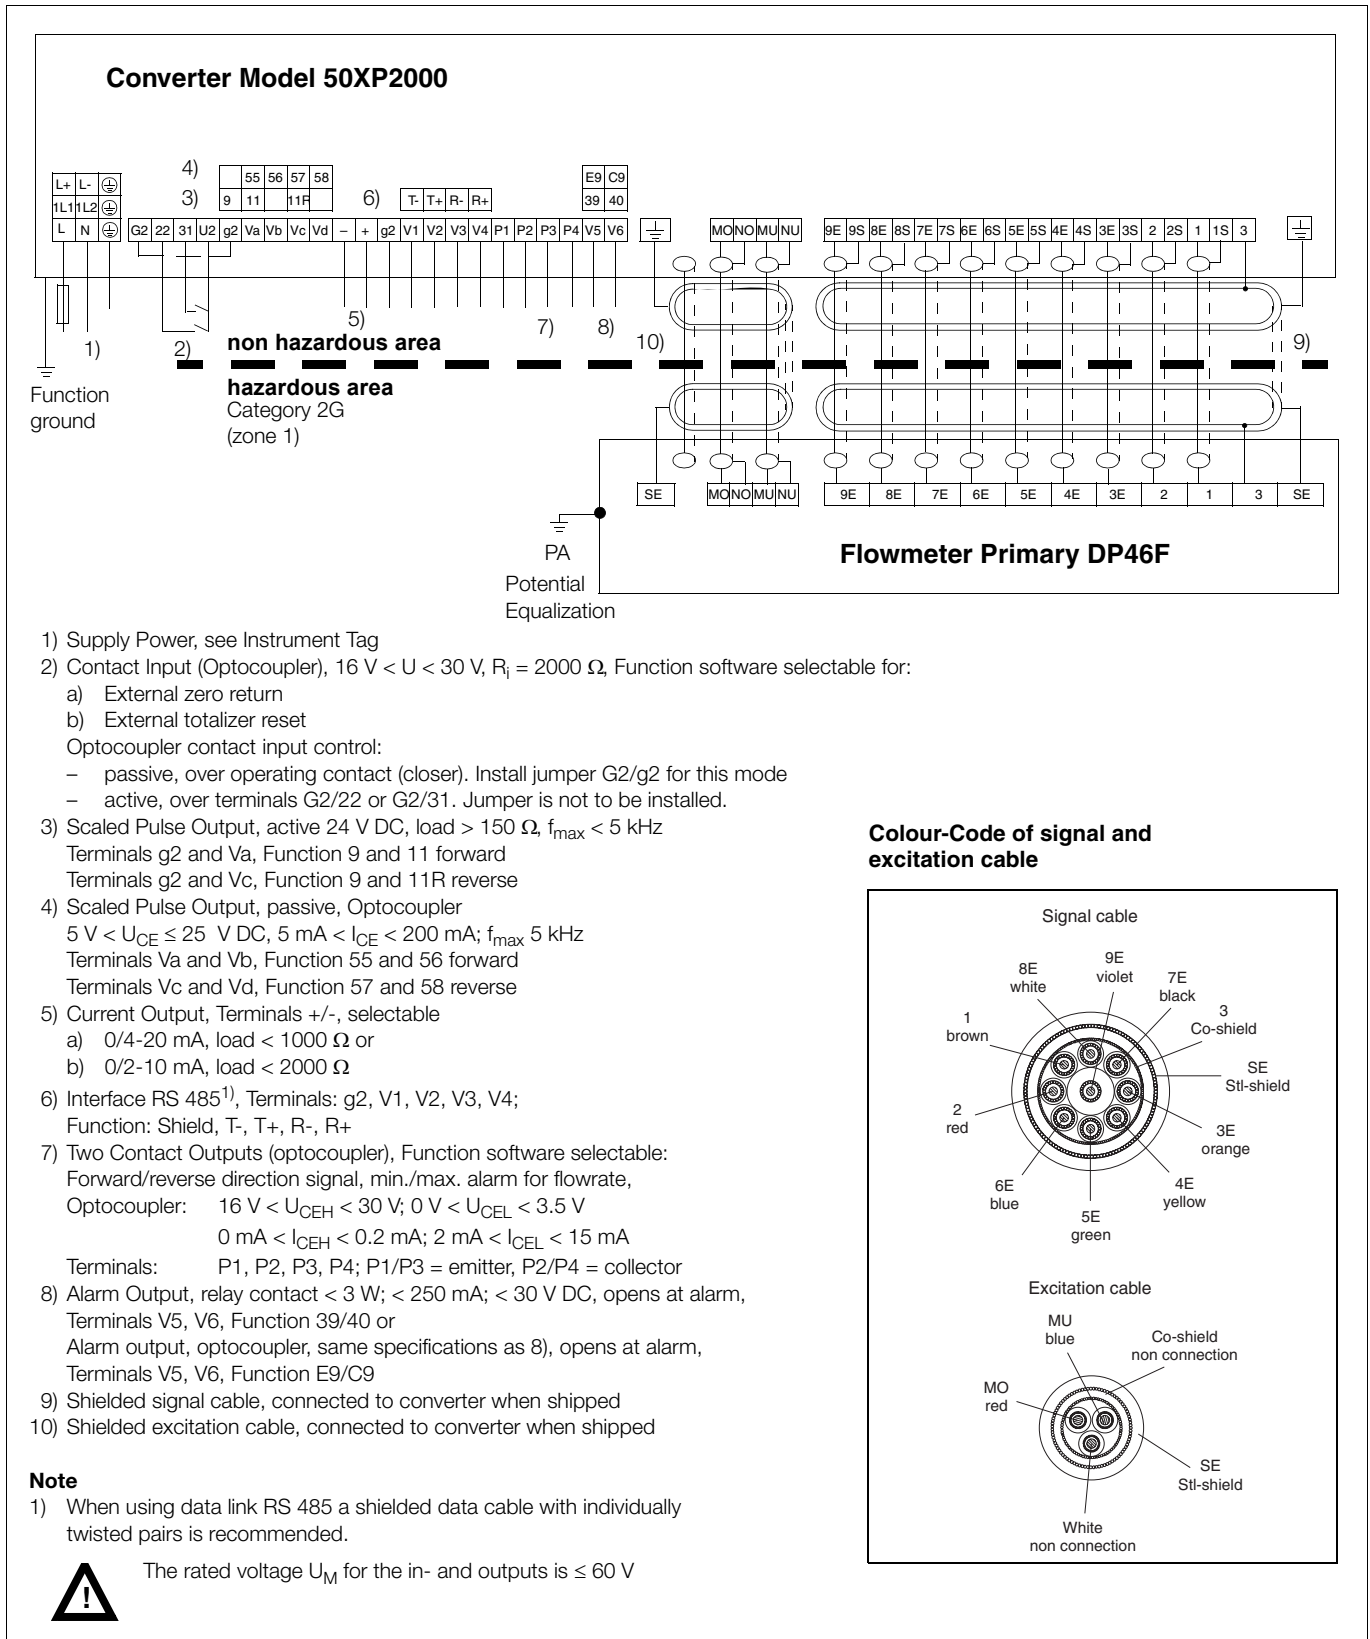 Converter Model 50XP2000
4) 55 56 57 58 E9 C9
L+ L-
3) 9 11 11R 6) T- T+ R- R+ 39 40
1L1 1L2
L N G2 22 31 U2 g2 Va Vb Vc Vd – + g2 V1 V2 V3 V4 P1 P2 P3 P4 V5 V6 MO NO MU NU 9E 9S 8E 8S 7E 7S 6E 6S 5E 5S 4E 4S 3E 3S 2 2S 1 1S 3
1) 2) 5) 7) 8) 10) 9)
non hazardous area
hazardous area
Category 2G
(zone 1)
Function
ground
SE MO NO MU NU 9E 8E 7E 6E 5E 4E 3E 2 1 3 SE
PA
Potential
Equalization
Flowmeter Primary DP46F
1) Supply Power, see Instrument Tag
2) Contact Input (Optocoupler), 16 V < U < 30 V, Ri = 2000 Ω, Function software selectable for:
a) External zero return
b) External totalizer reset
Optocoupler contact input control:
– passive, over operating contact (closer). Install jumper G2/g2 for this mode
– active, over terminals G2/22 or G2/31. Jumper is not to be installed.
3) Scaled Pulse Output, active 24 V DC, load > 150 Ω, fmax < 5 kHz
Terminals g2 and Va, Function 9 and 11 forward
Terminals g2 and Vc, Function 9 and 11R reverse
4) Scaled Pulse Output, passive, Optocoupler
5 V < UCE ≤ 25 V DC, 5 mA < ICE < 200 mA; fmax 5 kHz
Terminals Va and Vb, Function 55 and 56 forward
Terminals Vc and Vd, Function 57 and 58 reverse
5) Current Output, Terminals +/-, selectable
a) 0/4-20 mA, load < 1000 Ω or
b) 0/2-10 mA, load < 2000 Ω
6) Interface RS 485 1), Terminals: g2, V1, V2, V3, V4;
Function: Shield, T-, T+, R-, R+
7) Two Contact Outputs (optocoupler), Function software selectable:
Forward/reverse direction signal, min./max. alarm for flowrate,
Optocoupler: 16 V < UCEH < 30 V; 0 V < UCEL < 3.5 V
0 mA < ICEH < 0.2 mA; 2 mA < ICEL < 15 mA
Terminals: P1, P2, P3, P4; P1/P3 = emitter, P2/P4 = collector
8) Alarm Output, relay contact < 3 W; < 250 mA; < 30 V DC, opens at alarm,
Terminals V5, V6, Function 39/40 or
Alarm output, optocoupler, same specifications as 8), opens at alarm,
Terminals V5, V6, Function E9/C9
9) Shielded signal cable, connected to converter when shipped
10) Shielded excitation cable, connected to converter when shipped
Note
1) When using data link RS 485 a shielded data cable with individually
twisted pairs is recommended.
!
The rated voltage UM for the in- and outputs is ≤ 60 V
Colour-Code of signal and
excitation cable
Signal cable
9E
violet
8E
white
7E
black
1
brown
3
Co-shield
SE
Stl-shield
2
red
3E
orange
6E
blue
4E
yellow
5E
green
Excitation cable
MU
blue
Co-shield
non connection
MO
red
SE
Stl-shield
White
non connection